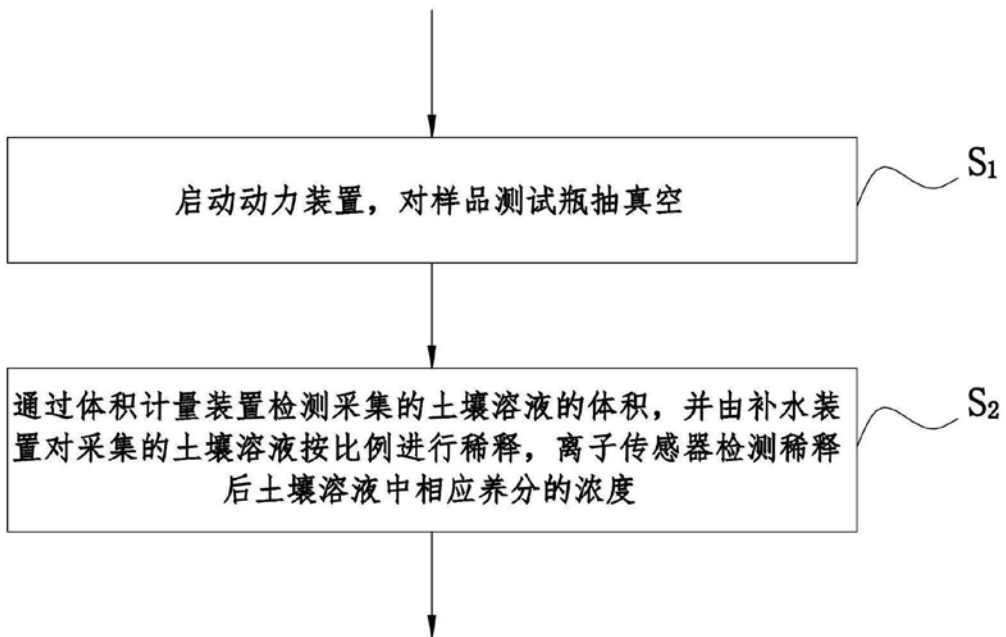 启动动力装置，对样品测试瓶抽真空
S₁
通过体积计量装置检测采集的土壤溶液的体积，并由补水装
置对采集的土壤溶液按比例进行稀释，离子传感器检测稀释
后土壤溶液中相应养分的浓度
S₂